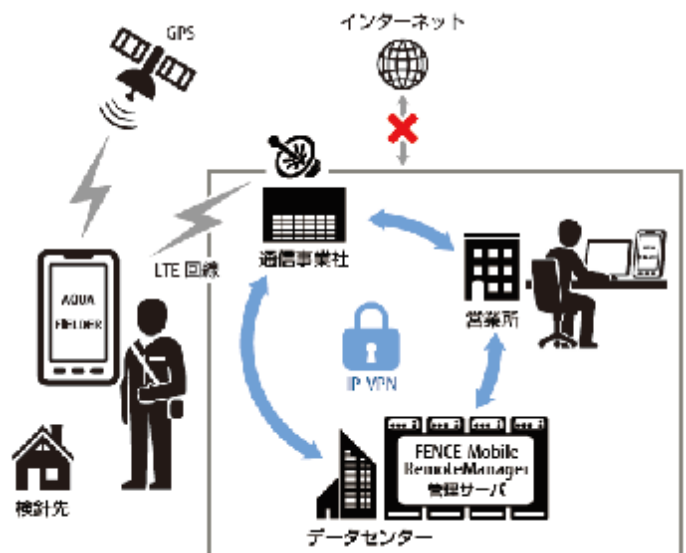 GPS
インターネット
LTE 回線
通信事業社
AQUA
FIELDER
営業所
IP VPN
FENCE Mobile
RemoteManager
管理サーバ
検針先
データセンター